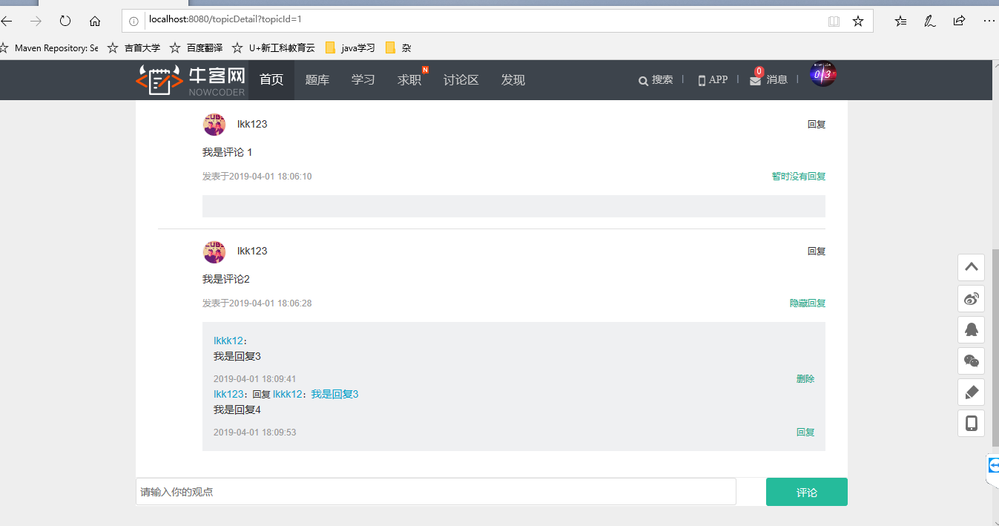 localhost:8080/topicDetail?topicId=1
Maven Repository: Se 吉首大学 百度翻译 U+新工科教育云 java学习 杂
牛客网 NOWCODER 首页 题库 学习 求职 N 讨论区 发现 搜索 | APP | 0 消息 |
lkk123 回复
我是评论 1
发表于2019-04-01 18:06:10 暂时没有回复
lkk123 回复
我是评论2
发表于2019-04-01 18:06:28 隐藏回复
lkkk12：
我是回复3
2019-04-01 18:09:41 删除
lkk123：回复 lkkk12：我是回复3
我是回复4
2019-04-01 18:09:53 回复
请输入你的观点 评论